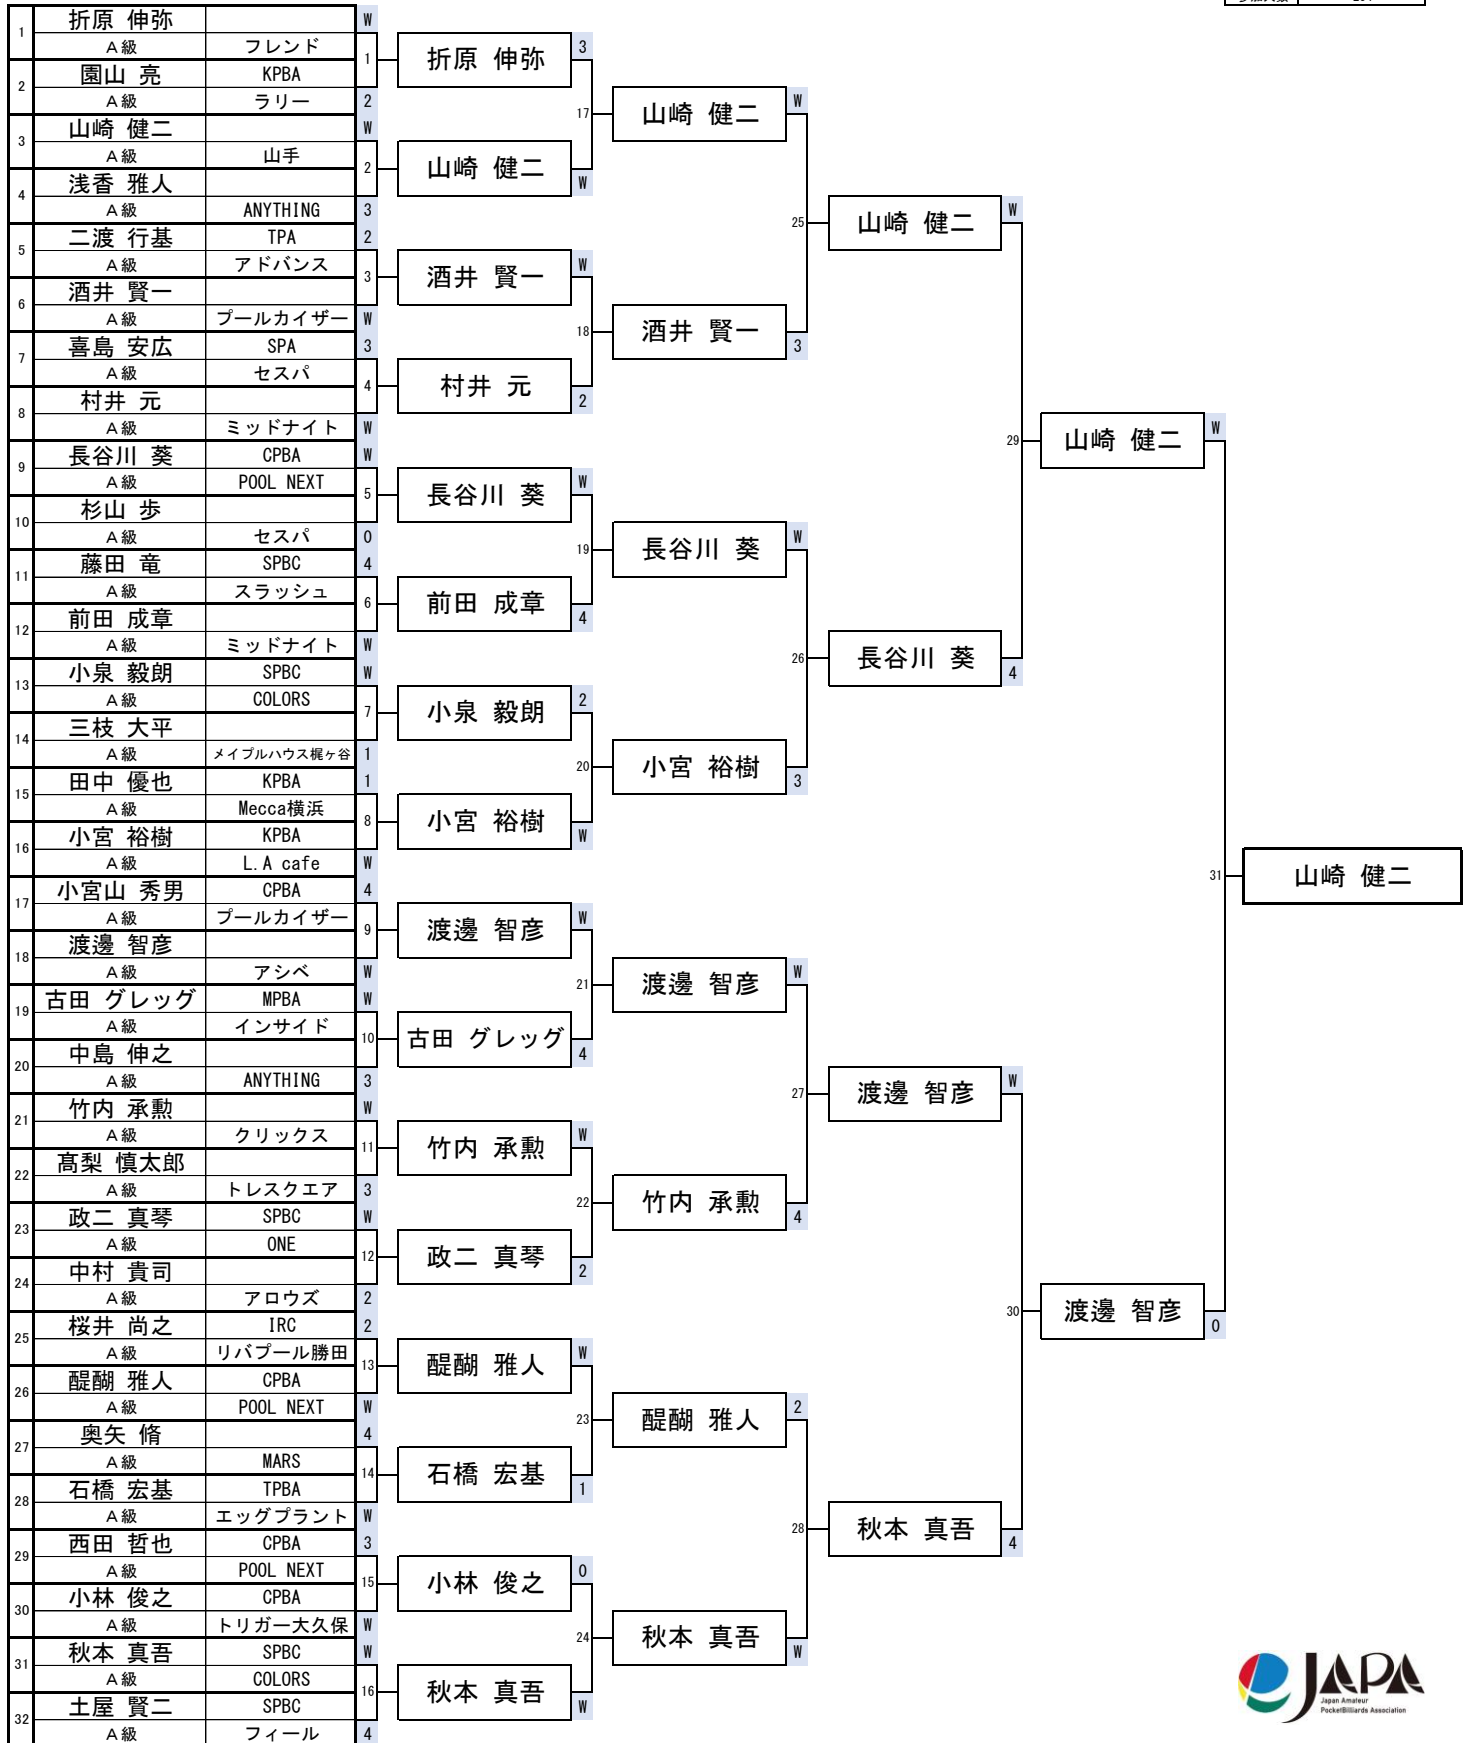 1 折原 伸弥 W
A級 フレンド
2 園山 亮 KPBA
A級 ラリー 2
3 山崎 健二 W
A級 山手
4 浅香 雅人
A級 ANYTHING 3
5 二渡 行基 TPA 2
A級 アドバンス
6 酒井 賢一
A級 プールカイザー W
7 喜島 安広 SPA 3
A級 セスパ
8 村井 元
A級 ミッドナイト W
9 長谷川 葵 CPBA W
A級 POOL NEXT
10 杉山 歩
A級 セスパ 0
11 藤田 竜 SPBC 4
A級 スラッシュ
12 前田 成章
A級 ミッドナイト W
13 小泉 毅朗 SPBC W
A級 COLORS
14 三枝 大平
A級 メイプルハウス梶ヶ谷 1
15 田中 優也 KPBA 1
A級 Mecca横浜
16 小宮 裕樹 KPBA
A級 L.A cafe W
17 小宮山 秀男 CPBA 4
A級 プールカイザー
18 渡邊 智彦
A級 アシベ W
19 古田 グレッグ MPBA W
A級 インサイド
20 中島 伸之
A級 ANYTHING 3
21 竹内 承勲 W
A級 クリックス
22 髙梨 慎太郎
A級 トレスクエア 3
23 政二 真琴 SPBC W
A級 ONE
24 中村 貴司
A級 アロウズ 2
25 桜井 尚之 IRC 2
A級 リバプール勝田
26 醍醐 雅人 CPBA
A級 POOL NEXT W
27 奥矢 脩 4
A級 MARS
28 石橋 宏基 TPBA
A級 エッグプラント W
29 西田 哲也 CPBA 3
A級 POOL NEXT
30 小林 俊之 CPBA
A級 トリガー大久保 W
31 秋本 真吾 SPBC W
A級 COLORS
32 土屋 賢二 SPBC
A級 フィール 4
1 折原 伸弥 3
2 山崎 健二 W
3 酒井 賢一 W
4 村井 元 2
5 長谷川 葵 W
6 前田 成章 4
7 小泉 毅朗 2
8 小宮 裕樹 W
9 渡邊 智彦 W
10 古田 グレッグ 4
11 竹内 承勲 W
12 政二 真琴 2
13 醍醐 雅人 W
14 石橋 宏基 1
15 小林 俊之 0
16 秋本 真吾 W
17 山崎 健二 W
18 酒井 賢一 3
19 長谷川 葵 W
20 小宮 裕樹 3
21 渡邊 智彦 W
22 竹内 承勲 4
23 醍醐 雅人 2
24 秋本 真吾 W
25 山崎 健二 W
26 長谷川 葵 4
27 渡邊 智彦 W
28 秋本 真吾 4
29 山崎 健二 W
30 渡邊 智彦 0
31 山崎 健二
JAPA
Japan Amateur
PocketBilliards Association